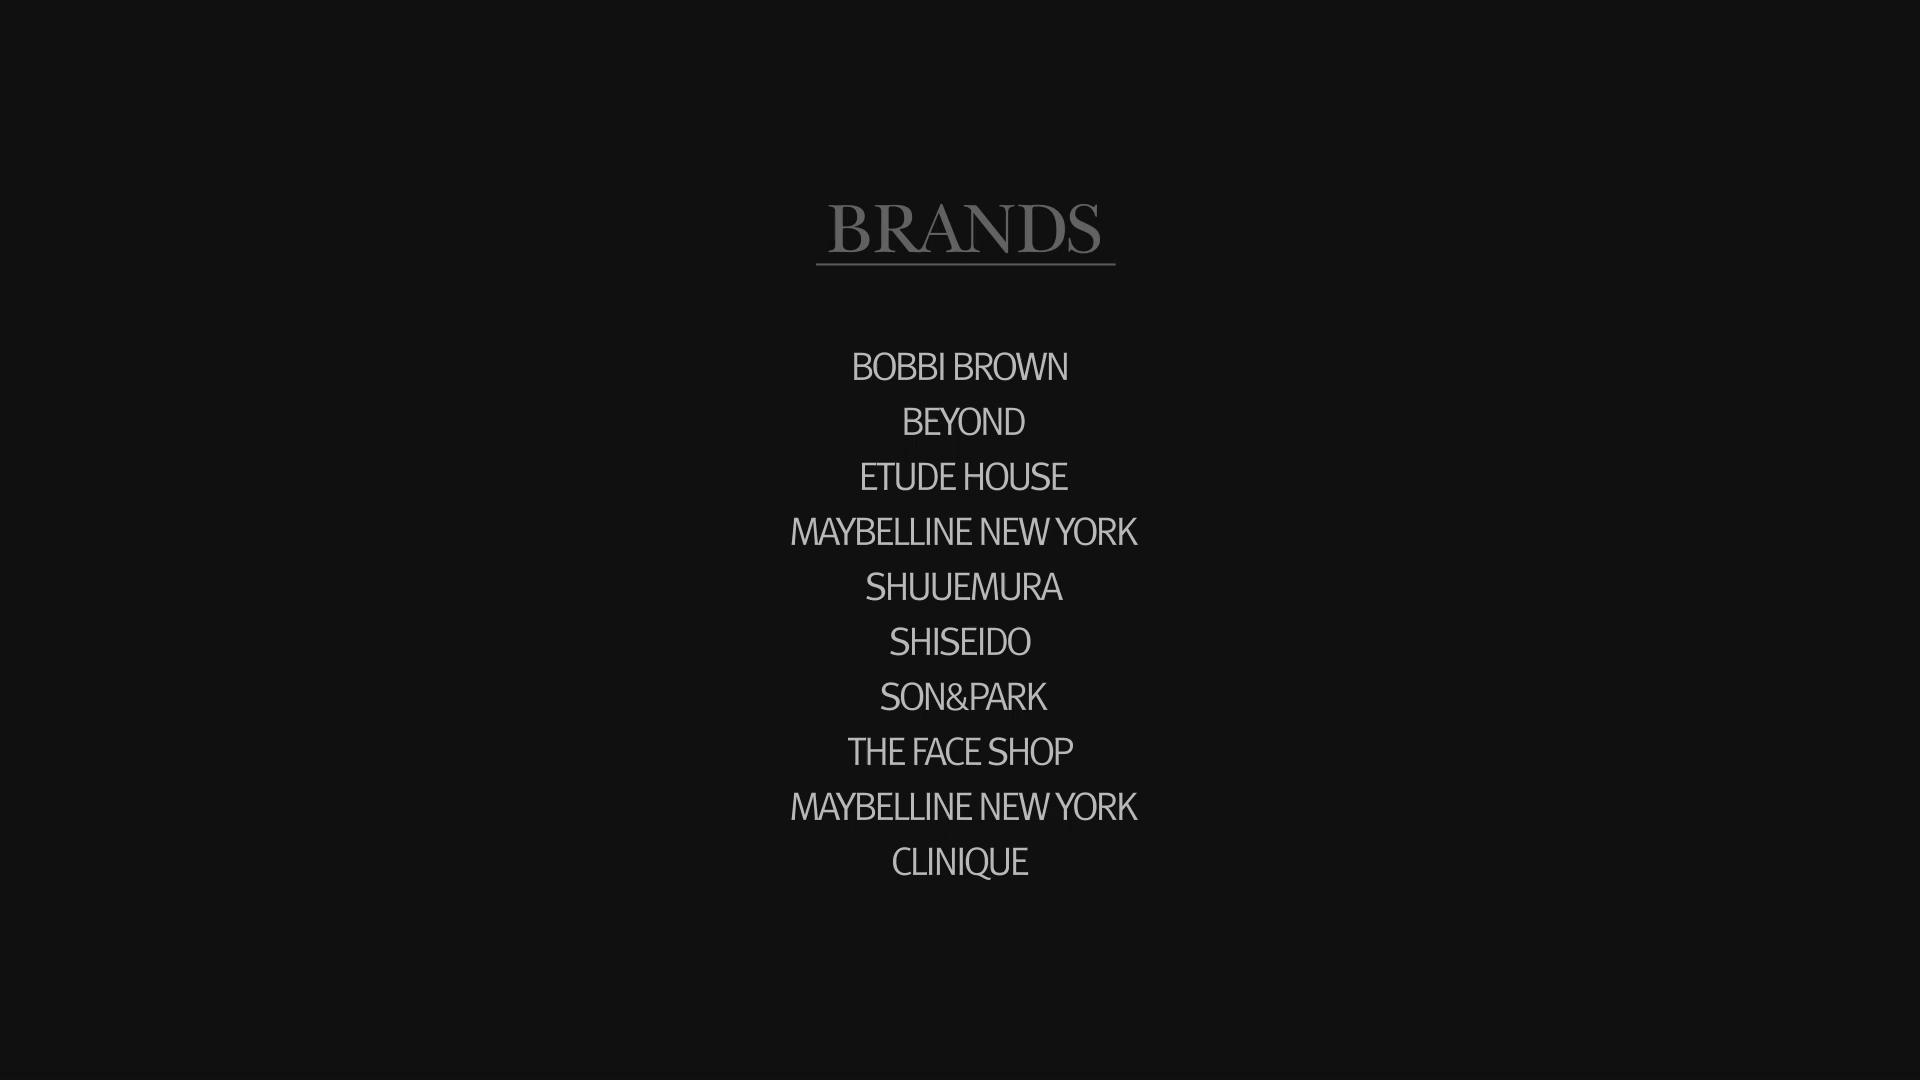 BRANDS
BOBBI BROWN
BEYOND
ETUDE HOUSE
MAYBELLINE NEW YORK
SHUUEMURA
SHISEIDO
SON&PARK
THE FACE SHOP
MAYBELLINE NEW YORK
CLINIQUE